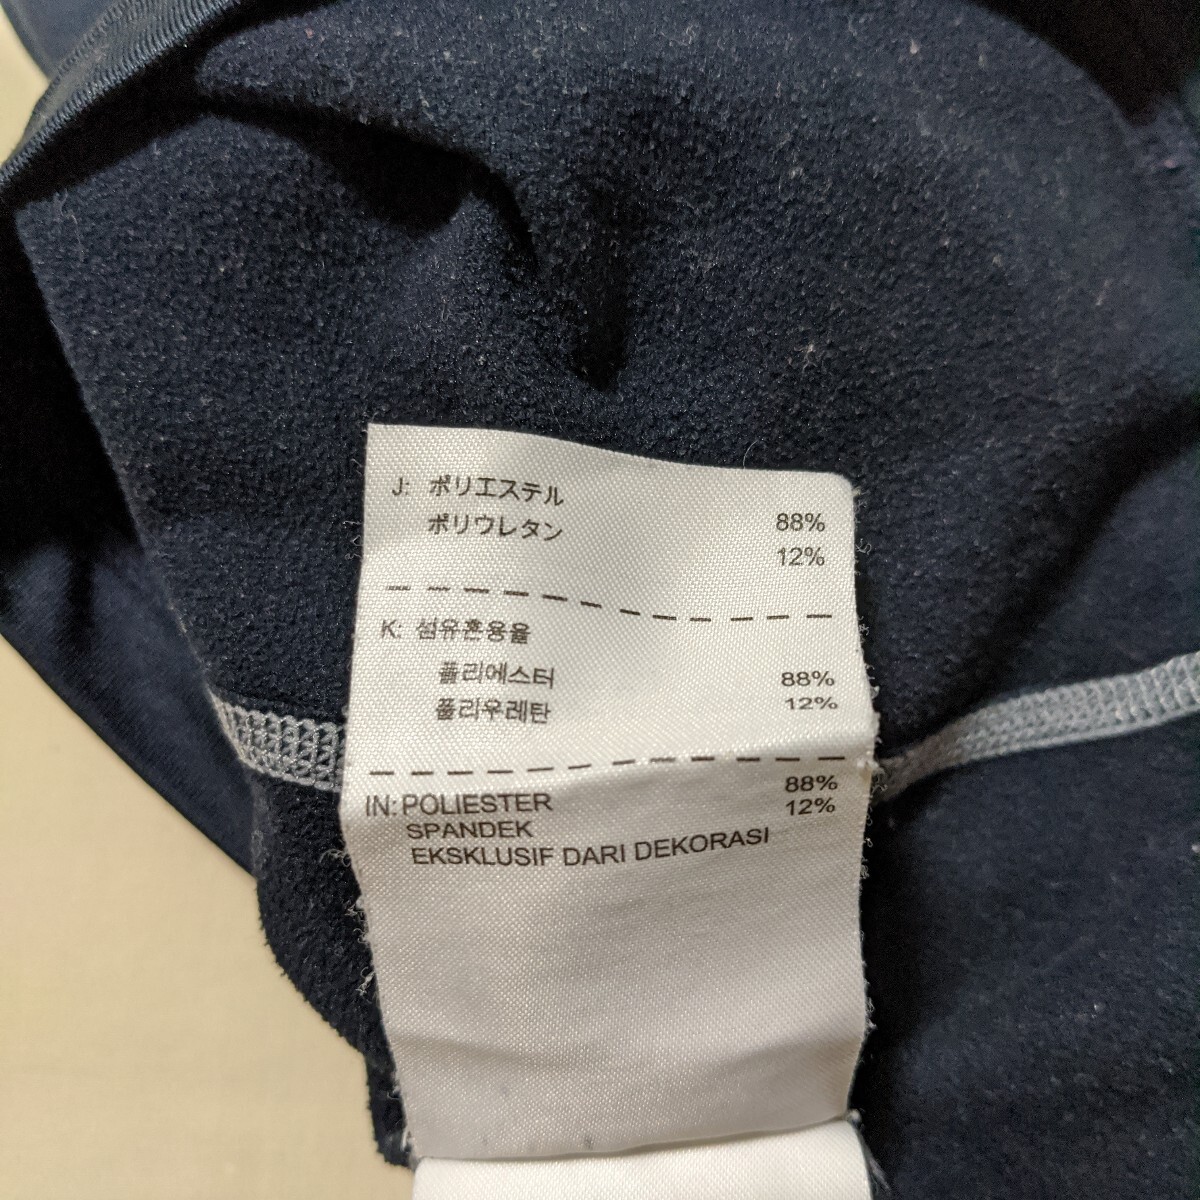 J: ポリエステル 88%
ポリウレタン 12%
K: 섬유혼용율
폴리에스터 88%
폴리우레탄 12%
IN: POLIESTER 88%
SPANDEK 12%
EKSKLUSIF DARI DEKORASI